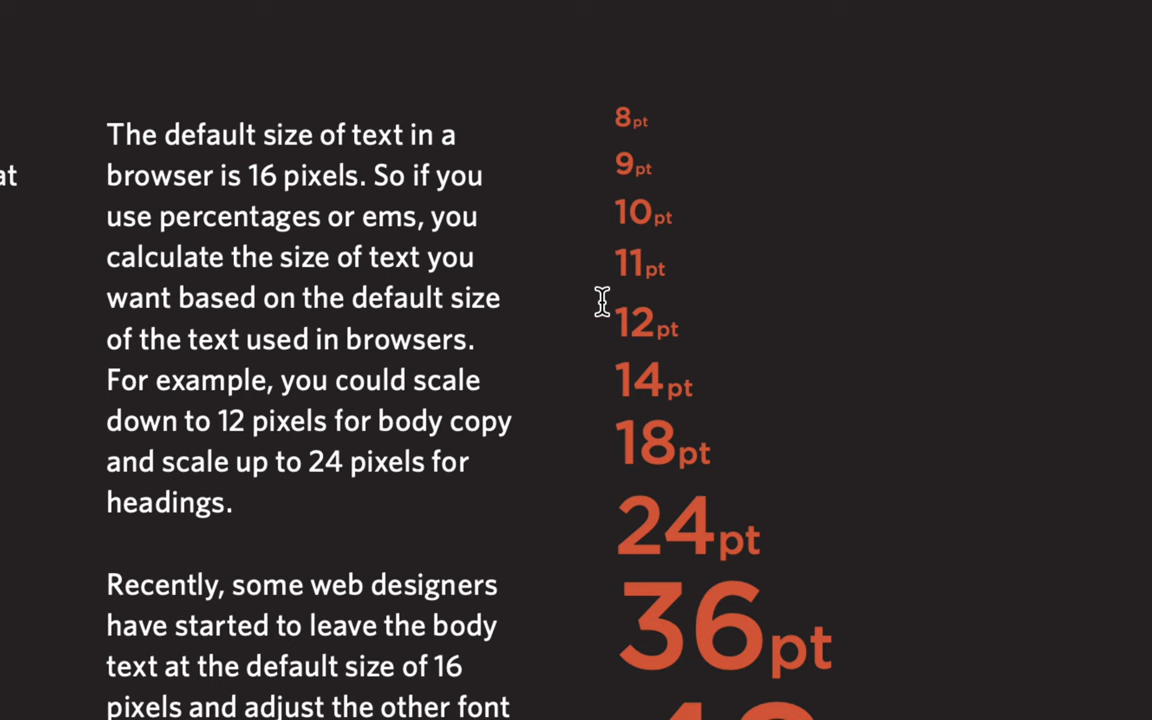 at
The default size of text in a
browser is 16 pixels. So if you
use percentages or ems, you
calculate the size of text you
want based on the default size
of the text used in browsers.
For example, you could scale
down to 12 pixels for body copy
and scale up to 24 pixels for
headings.
Recently, some web designers
have started to leave the body
text at the default size of 16
pixels and adjust the other font
8pt
9pt
10pt
11pt
12pt
14pt
18pt
24pt
36pt